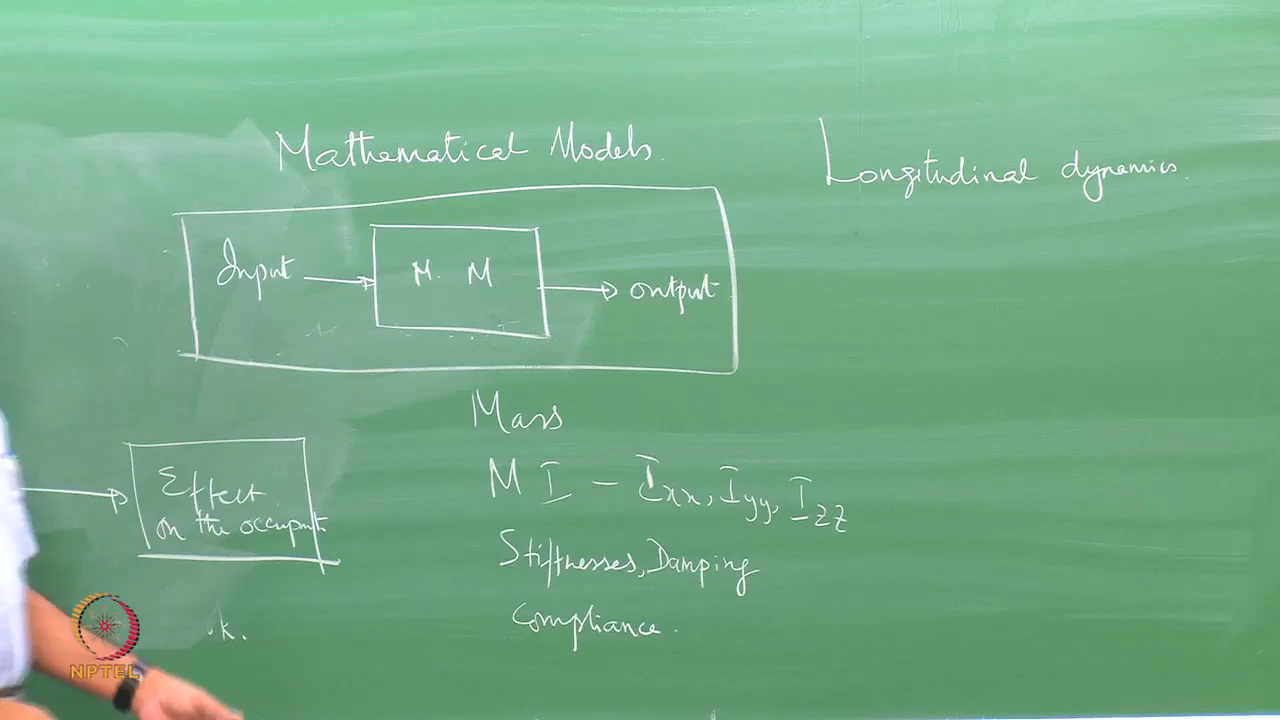 Mathematical Models.
Longitudinal dynamics.
Input → M. M → output
Mass
M I - Ixx, Iyy, Izz
Effect
on the occupant
Stiffnesses, Damping
Compliance.
k.
NPTEL